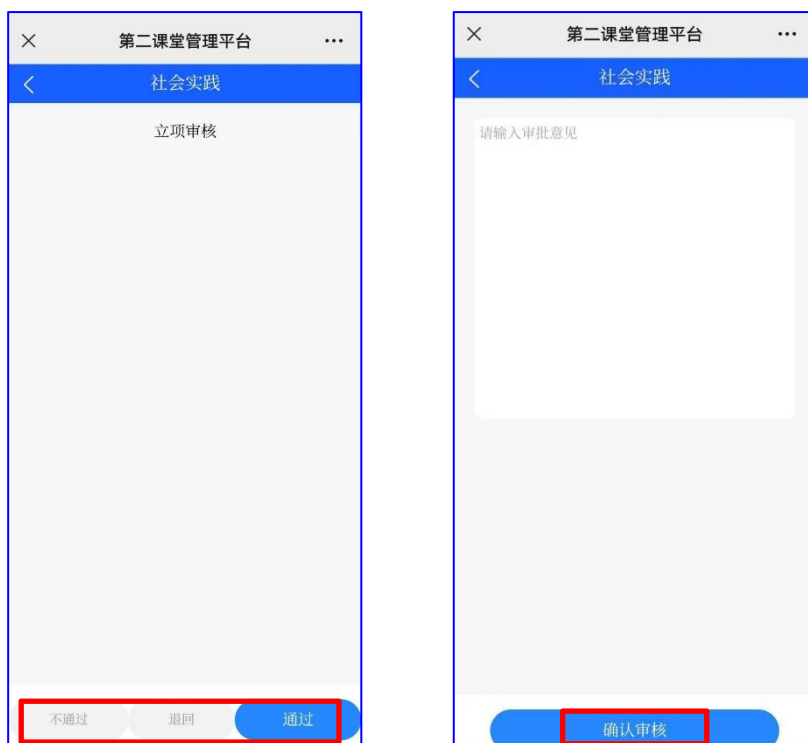 第二课堂管理平台
社会实践
立项审核
不通过
退回
通过
第二课堂管理平台
社会实践
请输入审批意见
确认审核